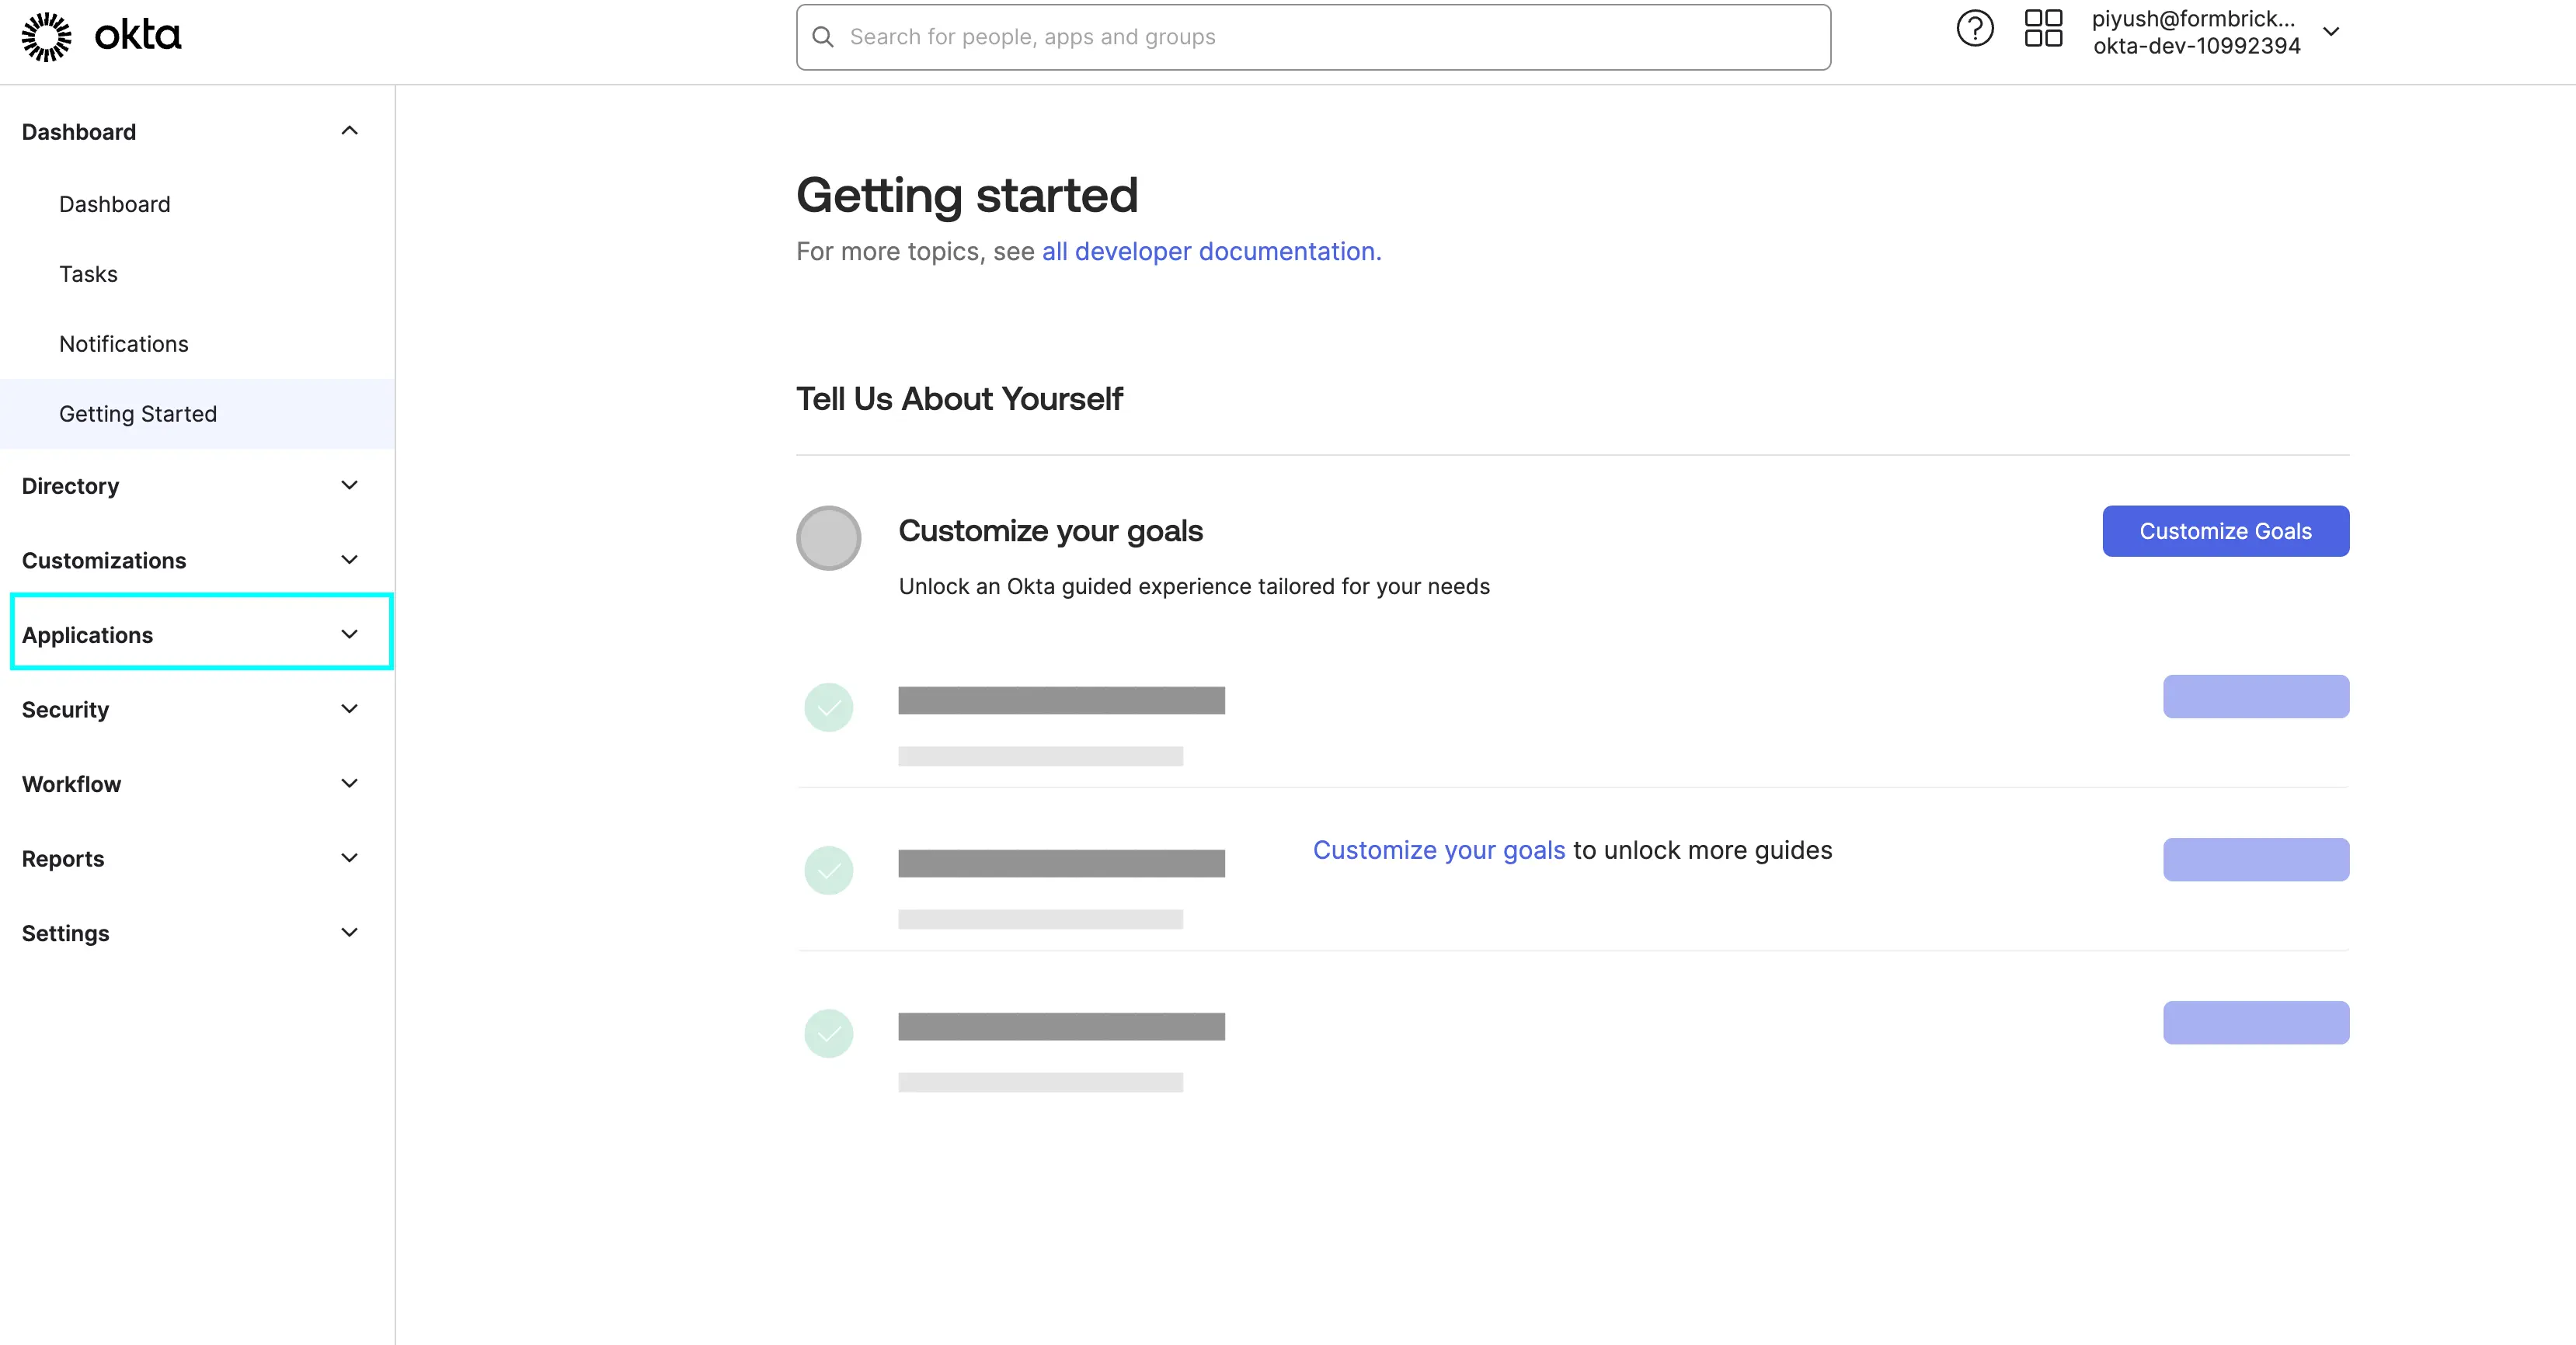 okta
Search for people, apps and groups
piyush@formbrick...
okta-dev-10992394
Dashboard
Dashboard
Tasks
Notifications
Getting Started
Directory
Customizations
Applications
Security
Workflow
Reports
Settings
Getting started
For more topics, see all developer documentation.
Tell Us About Yourself
Customize your goals
Customize Goals
Unlock an Okta guided experience tailored for your needs
Customize your goals to unlock more guides